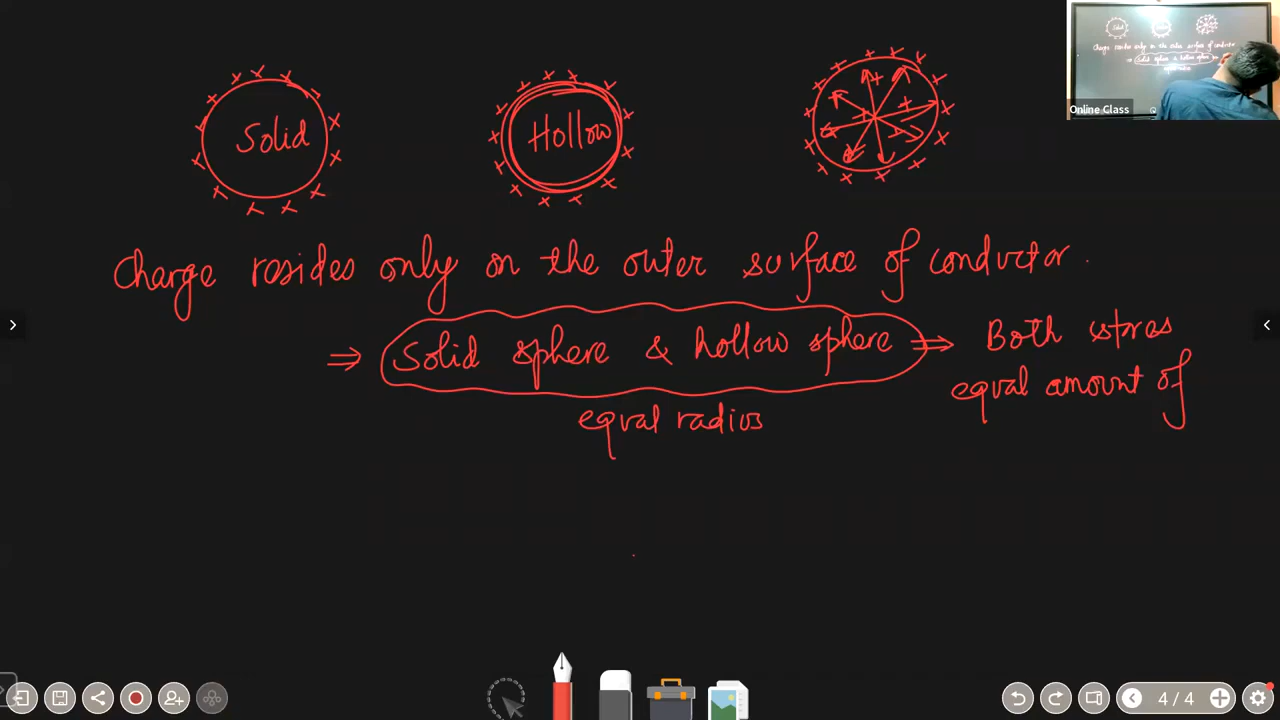 Solid
Hollow
Charge resides only on the outer surface of conductor.
⇒ Solid sphere & hollow sphere ⇒ Both stores
equal amount of
equal radius
Online Class
4/4